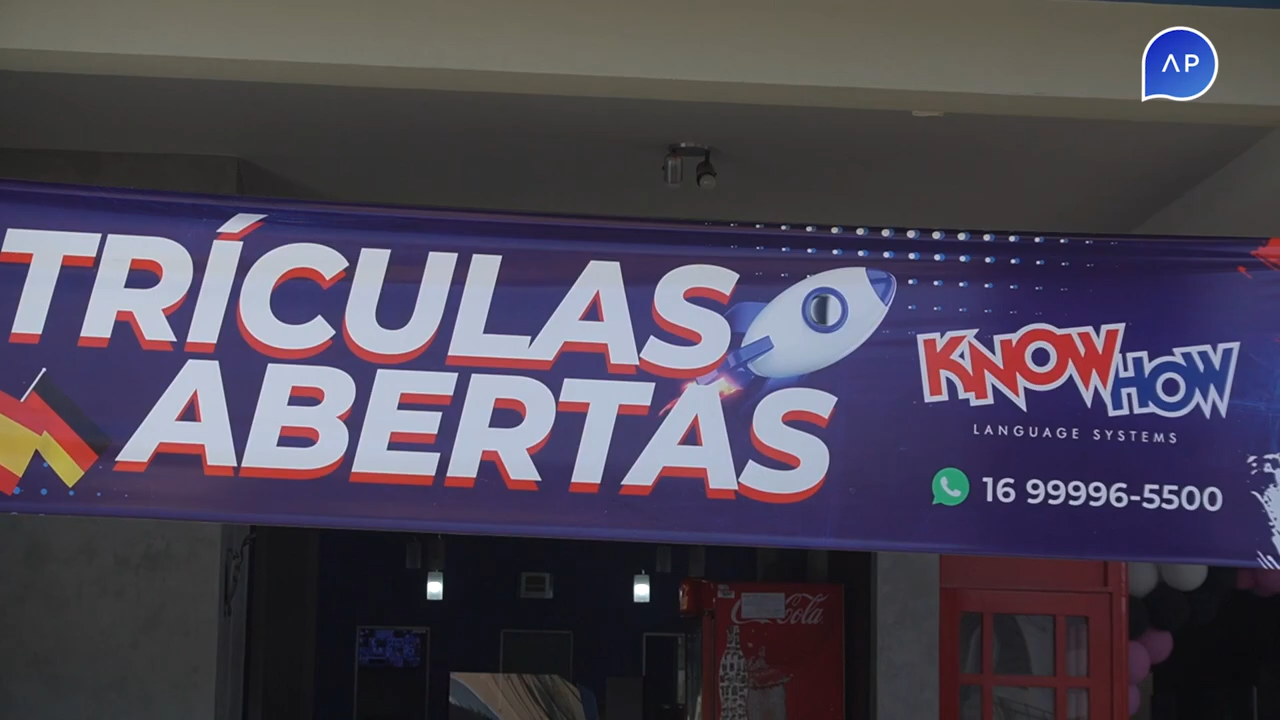 AP
TRÍCULAS
ABERTAS
KNOW HOW
LANGUAGE SYSTEMS
16 99996-5500
Coca-Cola